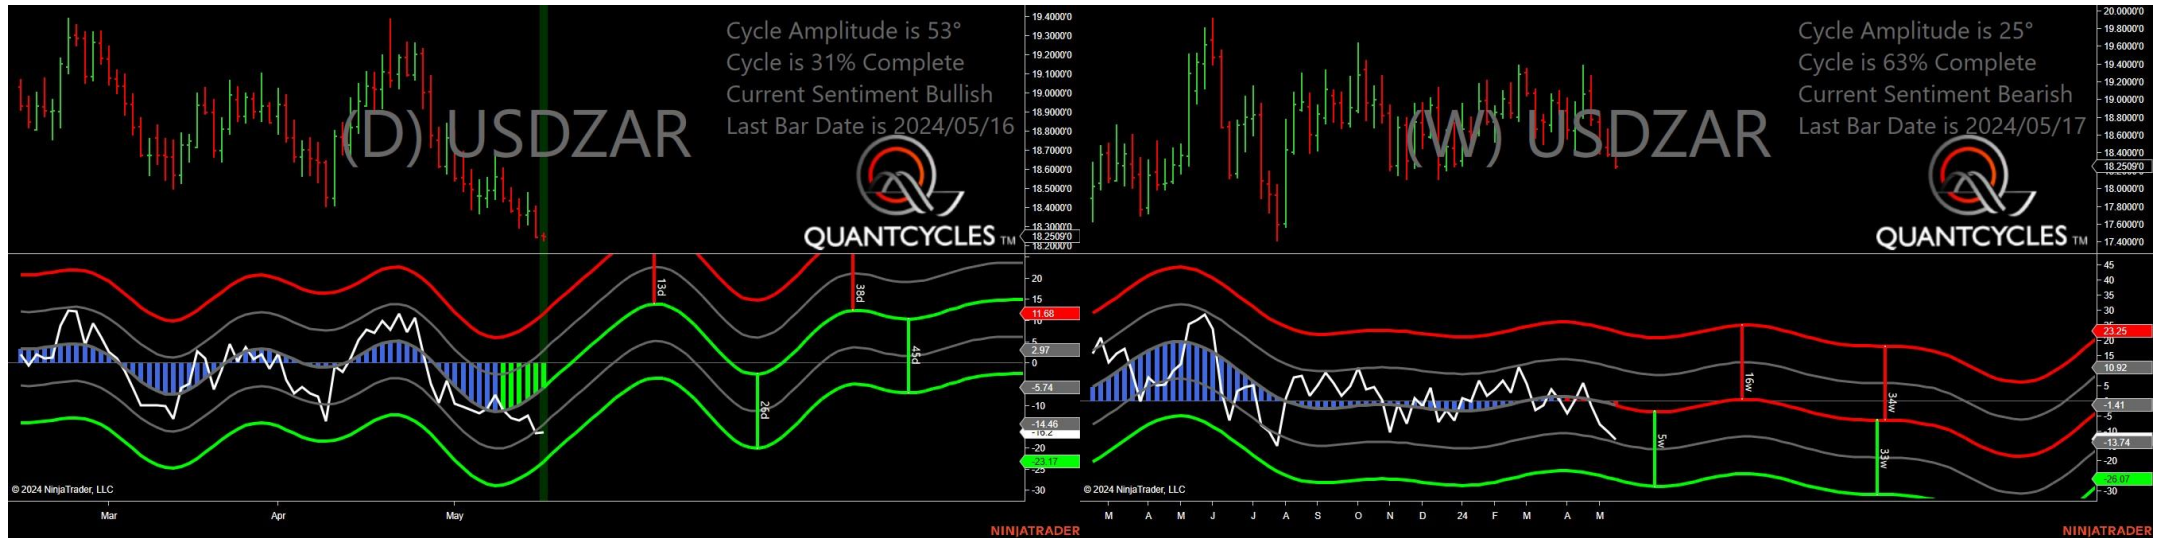 Cycle Amplitude is 53°
Cycle is 31% Complete
Current Sentiment Bullish
Last Bar Date is 2024/05/16
(D) USDZAR
QUANTCYCLES TM
19.4000'0
19.3000'0
19.2000'0
19.1000'0
19.0000'0
18.9000'0
18.8000'0
18.7000'0
18.6000'0
18.5000'0
18.4000'0
18.3000'0
18.2509'0
18.2000'0
13d
38d
26d
45d
20
15
11.68
10
5
2.97
0
-5.74
-10
-14.46
-16.2
-20
-23.17
-25
-30
© 2024 NinjaTrader, LLC
Mar
Apr
May
NINJATRADER
Cycle Amplitude is 25°
Cycle is 63% Complete
Current Sentiment Bearish
Last Bar Date is 2024/05/17
(W) USDZAR
QUANTCYCLES TM
20.0000'0
19.8000'0
19.6000'0
19.4000'0
19.2000'0
19.0000'0
18.8000'0
18.6000'0
18.4000'0
18.2509'0
18.0000'0
17.8000'0
17.6000'0
17.4000'0
5w
16w
34w
33w
45
40
35
30
23.25
20
15
10.92
5
-1.41
-5
-10
-13.74
-20
-26.07
-30
© 2024 NinjaTrader, LLC
M
A
M
J
J
A
S
O
N
D
24
F
M
A
M
NINJATRADER